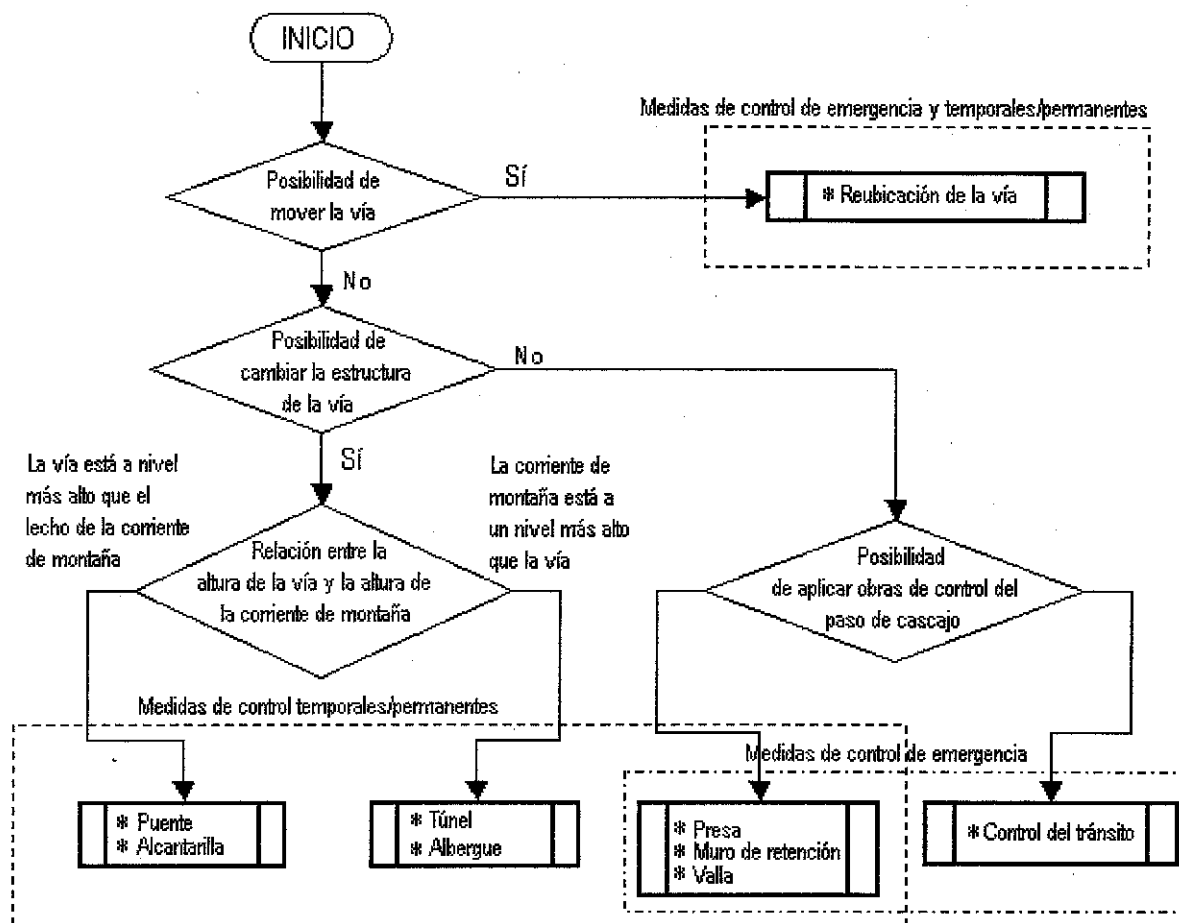 INICIO
Medidas de control de emergencia y temporales/permanentes
Posibilidad de
mover la vía
Sí
* Reubicación de la vía
No
Posibilidad de
cambiar la estructura
de la vía
No
Sí
La vía está a nivel
más alto que el
lecho de la corriente
de montaña
La corriente de
montaña está a
un nivel más alto
que la vía
Relación entre la
altura de la vía y la altura de
la corriente de montaña
Posibilidad
de aplicar obras de control del
paso de cascajo
Medidas de control temporales/permanentes
Medidas de control de emergencia
* Puente
* Alcantarilla
* Túnel
* Albergue
* Presa
* Muro de retención
* Valla
* Control del tránsito